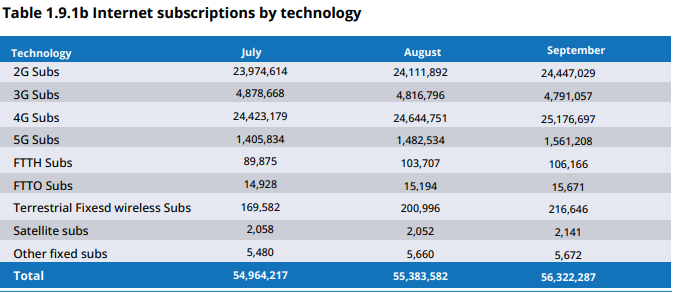 Table 1.9.1b Internet subscriptions by technology
Technology July August September
2G Subs 23,974,614 24,111,892 24,447,029
3G Subs 4,878,668 4,816,796 4,791,057
4G Subs 24,423,179 24,644,751 25,176,697
5G Subs 1,405,834 1,482,534 1,561,208
FTTH Subs 89,875 103,707 106,166
FTTO Subs 14,928 15,194 15,671
Terrestrial Fixesd wireless Subs 169,582 200,996 216,646
Satellite subs 2,058 2,052 2,141
Other fixed subs 5,480 5,660 5,672
Total 54,964,217 55,383,582 56,322,287